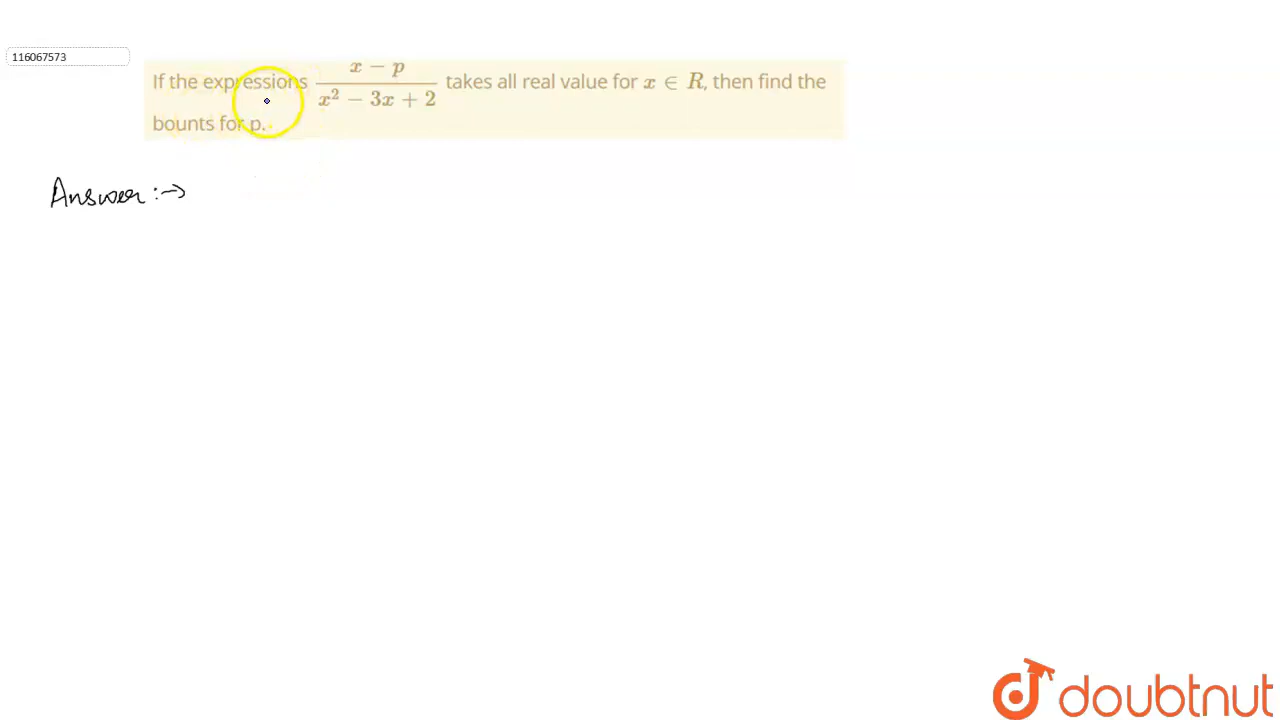 116067573
If the expressions \frac{x - p}{x^2 - 3x + 2} takes all real value for x ∈ R, then find the
bounts for p.
Answer :→
doubtnut